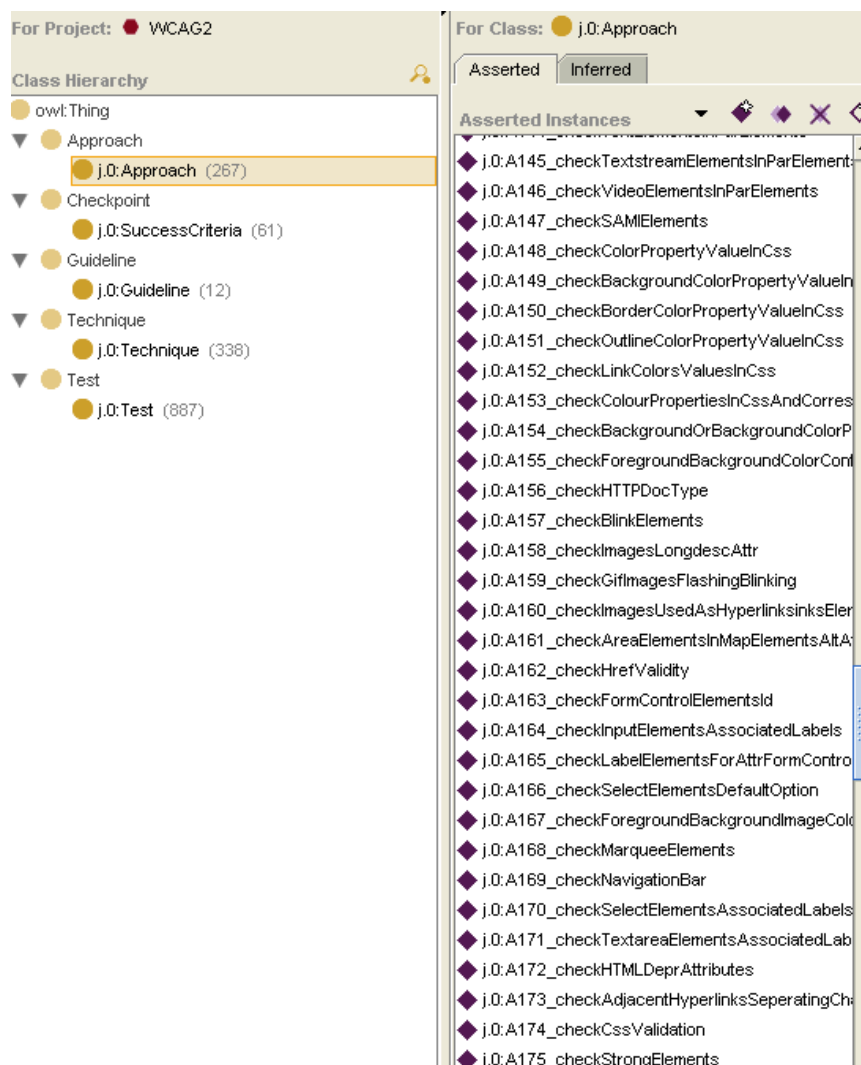 For Project: WCAG2
Class Hierarchy
owl:Thing
Approach
j.0:Approach (267)
Checkpoint
j.0:SuccessCriteria (61)
Guideline
j.0:Guideline (12)
Technique
j.0:Technique (338)
Test
j.0:Test (887)
For Class: j.0:Approach
Asserted Inferred
Asserted Instances
j.0:A145_checkTextstreamElementsInParElement
j.0:A146_checkVideoElementsInParElements
j.0:A147_checkSAMIElements
j.0:A148_checkColorPropertyValueInCss
j.0:A149_checkBackgroundColorPropertyValueIn
j.0:A150_checkBorderColorPropertyValueInCss
j.0:A151_checkOutlineColorPropertyValueInCss
j.0:A152_checkLinkColorsValuesInCss
j.0:A153_checkColourPropertiesInCssAndCorres
j.0:A154_checkBackgroundOrBackgroundColorP
j.0:A155_checkForegroundBackgroundColorCont
j.0:A156_checkHTTPDocType
j.0:A157_checkBlinkElements
j.0:A158_checkImagesLongdescAttr
j.0:A159_checkGifImagesFlashingBlinking
j.0:A160_checkImagesUsedAsHyperlinksinksEler
j.0:A161_checkAreaElementsInMapElementsAltA
j.0:A162_checkHrefValidity
j.0:A163_checkFormControlElementsId
j.0:A164_checkInputElementsAssociatedLabels
j.0:A165_checkLabelElementsForAttrFormContro
j.0:A166_checkSelectElementsDefaultOption
j.0:A167_checkForegroundBackgroundImageColo
j.0:A168_checkMarqueeElements
j.0:A169_checkNavigationBar
j.0:A170_checkSelectElementsAssociatedLabels
j.0:A171_checkTextareaElementsAssociatedLab
j.0:A172_checkHTMLDeprAttributes
j.0:A173_checkAdjacentHyperlinksSeperatingCha
j.0:A174_checkCssValidation
j.0:A175_checkStrongElements